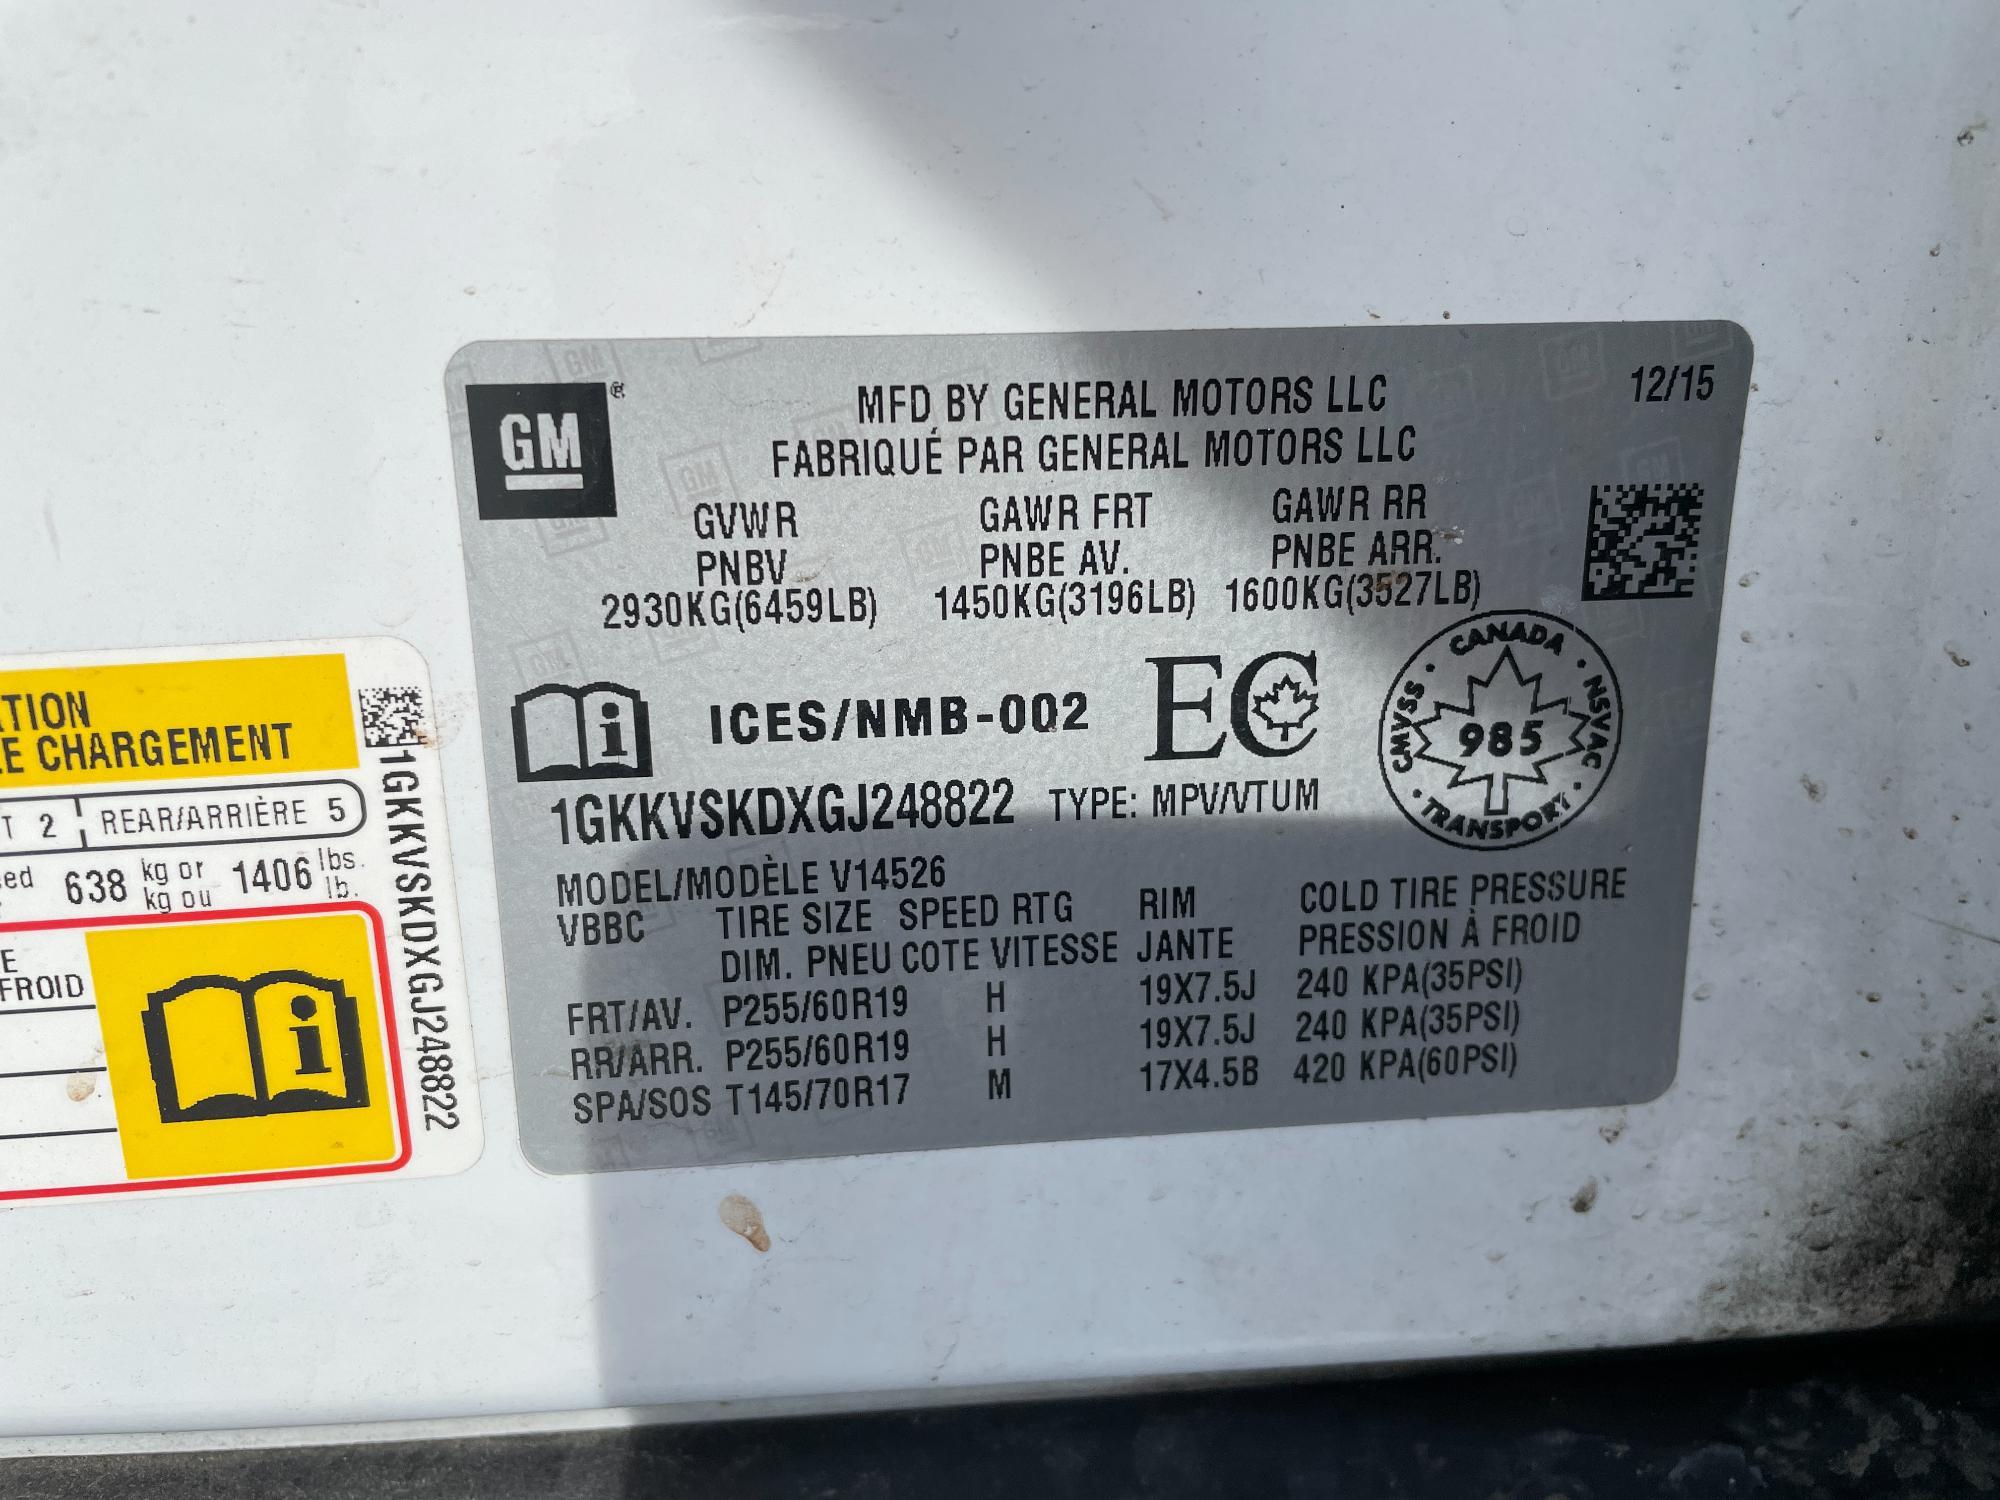 GM
MFD BY GENERAL MOTORS LLC
12/15
FABRIQUÉ PAR GENERAL MOTORS LLC
GVWR GAWR FRT GAWR RR
PNBV PNBE AV. PNBE ARR.
2930KG(6459LB) 1450KG(3196LB) 1600KG(3527LB)
ICES/NMB-002 EC
CANADA
CMVSS · NSVAC
985
TRANSPORT
1GKKVSKDXGJ248822 TYPE: MPV/VTUM
MODEL/MODÈLE V14526
VBBC TIRE SIZE SPEED RTG RIM COLD TIRE PRESSURE
DIM. PNEU COTE VITESSE JANTE PRESSION À FROID
FRT/AV. P255/60R19 H 19X7.5J 240 KPA(35PSI)
RR/ARR. P255/60R19 H 19X7.5J 240 KPA(35PSI)
SPA/SOS T145/70R17 M 17X4.5B 420 KPA(60PSI)
TION
E CHARGEMENT
T 2 REAR/ARRIÈRE 5
ed 638 kg or 1406 lbs.
kg ou lb.
E
FROID
1GKKVSKDXGJ248822